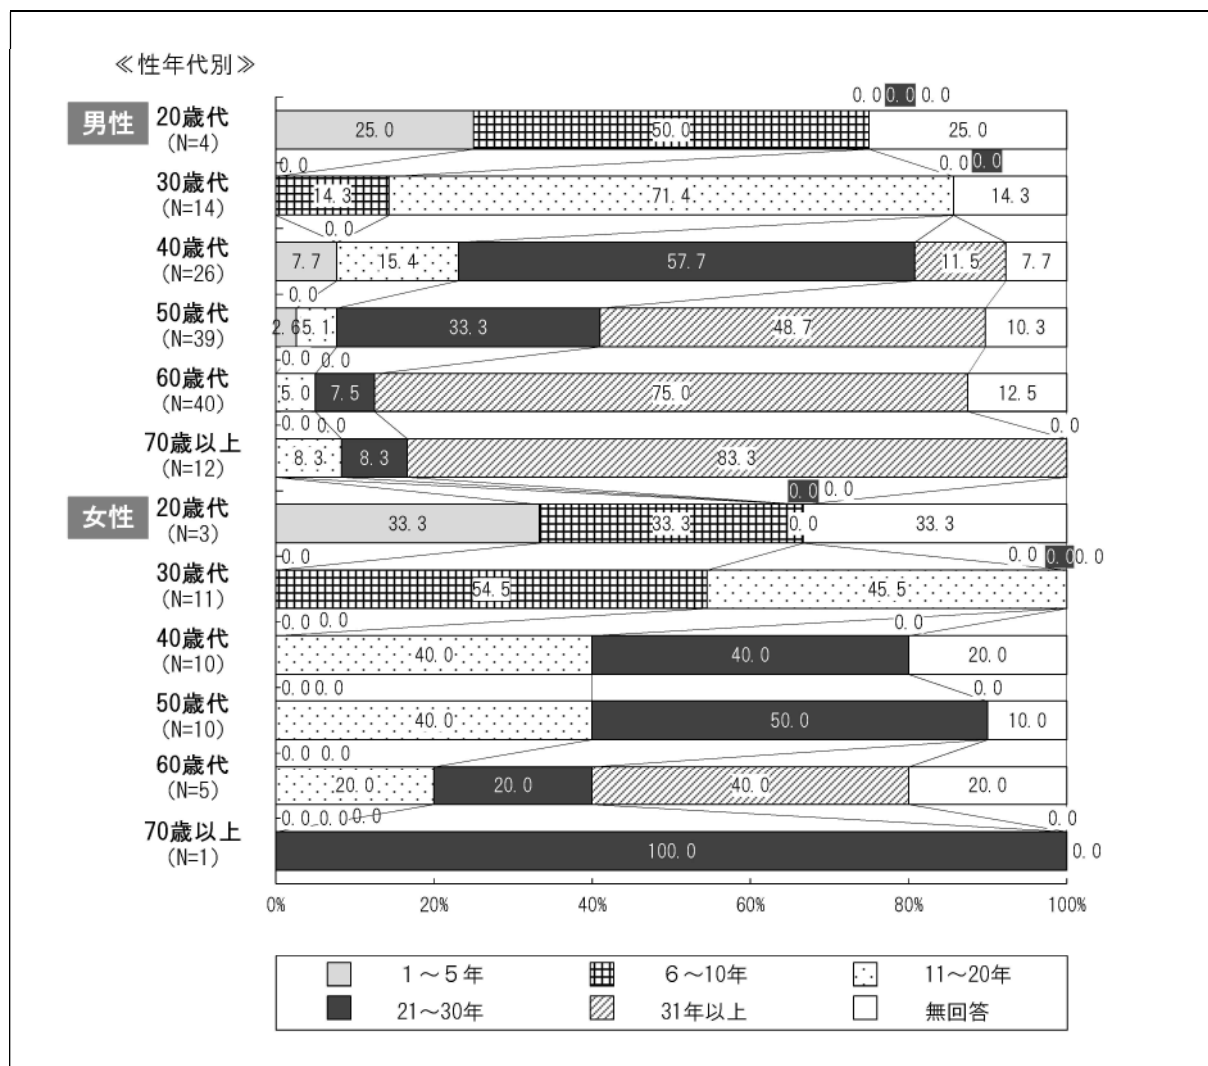 ≪性年代別≫
0.0 0.0 0.0
男性 20歳代 25.0 50.0 25.0
(N=4)
0.0 0.0 0.0
30歳代 14.3 71.4 14.3
(N=14)
0.0
40歳代 7.7 15.4 57.7 11.5 7.7
(N=26)
0.0
50歳代 2.6 5.1 33.3 48.7 10.3
(N=39)
0.0 0.0
60歳代 5.0 7.5 75.0 12.5
(N=40)
0.0 0.0 0.0
70歳以上 8.3 8.3 83.3
(N=12)
0.0 0.0
女性 20歳代 33.3 33.3 0.0 33.3
(N=3)
0.0 0.0 0.0 0.0
30歳代 54.5 45.5
(N=11)
0.0 0.0 0.0
40歳代 40.0 40.0 20.0
(N=10)
0.0 0.0 0.0
50歳代 40.0 50.0 10.0
(N=10)
0.0 0.0
60歳代 20.0 20.0 40.0 20.0
(N=5)
0.0 0.0 0.0 0.0
70歳以上 100.0 0.0
(N=1)
0% 20% 40% 60% 80% 100%
1～5年 6～10年 11～20年
21～30年 31年以上 無回答